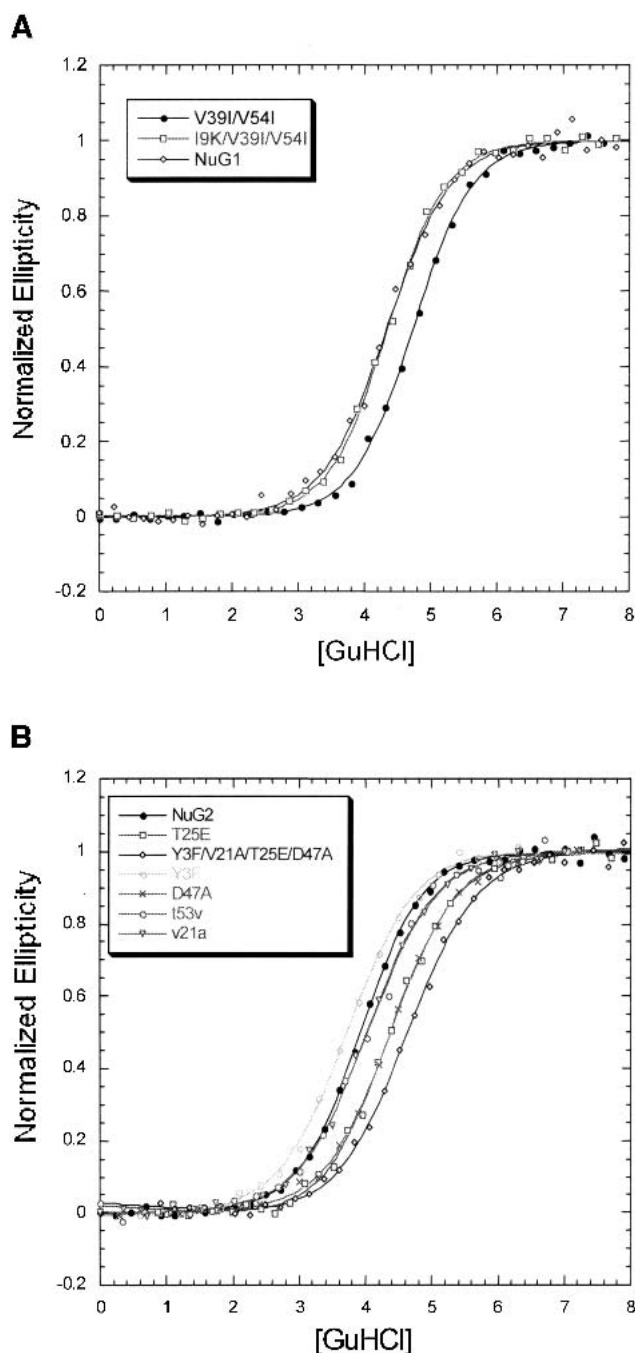 A
1.2
1
0.8
0.6
0.4
0.2
0
-0.2
Normalized Ellipticity
V39I/V54I
I9K/V39I/V54I
NuG1
0 1 2 3 4 5 6 7 8
[GuHCl]
B
1.2
1
0.8
0.6
0.4
0.2
0
-0.2
Normalized Ellipticity
NuG2
T25E
Y3F/V21A/T25E/D47A
Y3F
D47A
t53v
v21a
0 1 2 3 4 5 6 7 8
[GuHCl]